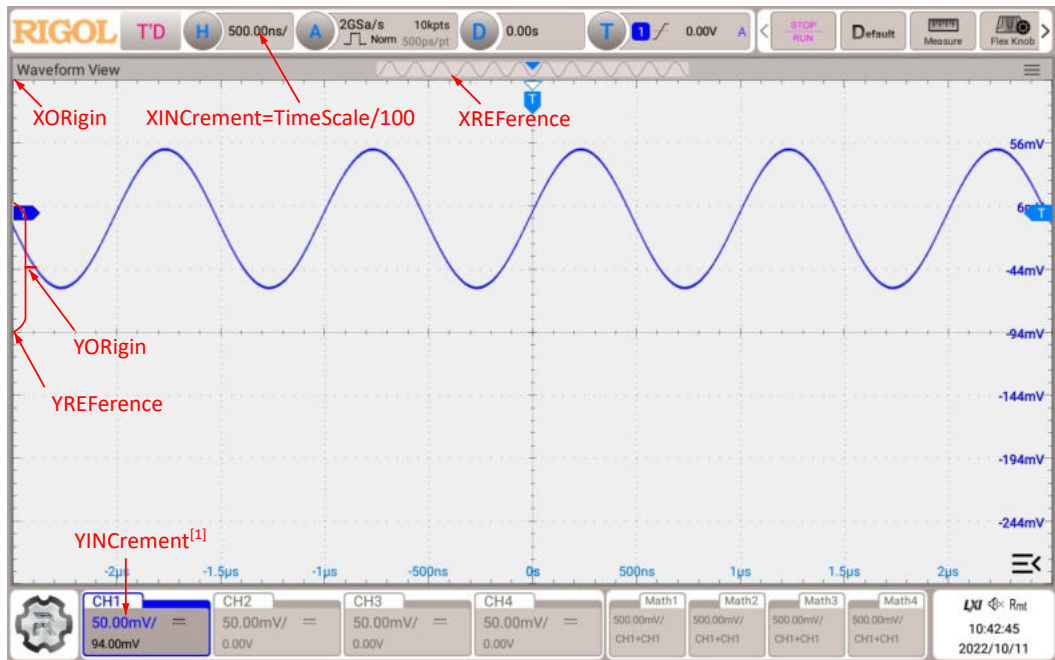 RIGOL T'D H 500.00ns/ A 2GSa/s 10kpts D 0.00s T 1 0.00V A < STOP Default Measure Flex Knob >
Norm 500ps/pt RUN
Waveform View
T
XORigin XINCrement=TimeScale/100 XREFerence
56mV
T
-44mV
YORigin
-94mV
YREFerence
-144mV
-194mV
YINCrement[1]
-244mV
-2μs -1.5μs -1μs -500ns 0s 500ns 1μs 1.5μs 2μs
CH1 CH2 CH3 CH4 Math1 Math2 Math3 Math4 LXI Rmt
50.00mV/ 50.00mV/ 50.00mV/ 50.00mV/ 500.00mV/ 500.00mV/ 500.00mV/ 500.00mV/
94.00mV 0.00V 0.00V 0.00V CH1+CH1 CH1+CH1 CH1+CH1 CH1+CH1
10:42:45
2022/10/11